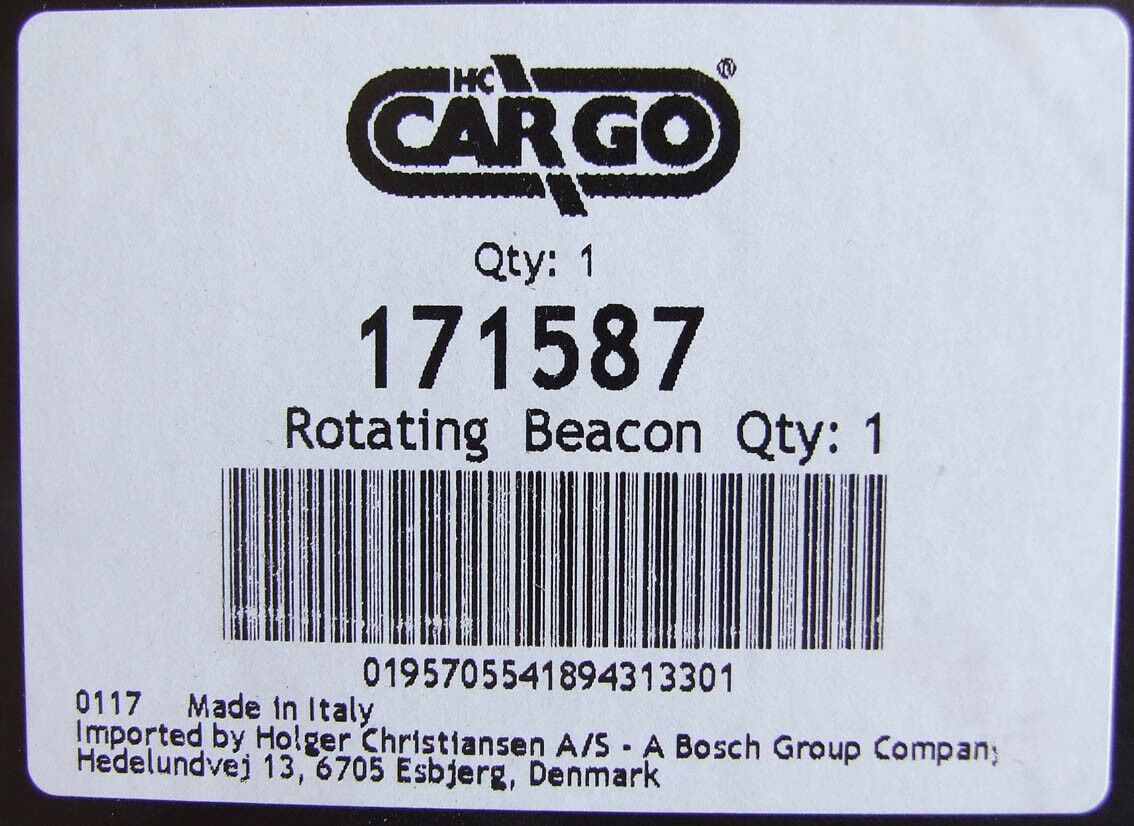 HC
CARGO®
Qty: 1
171587
Rotating Beacon Qty: 1
0195705541894313301
0117 Made in Italy
Imported by Holger Christiansen A/S - A Bosch Group Company
Hedelundvej 13, 6705 Esbjerg, Denmark